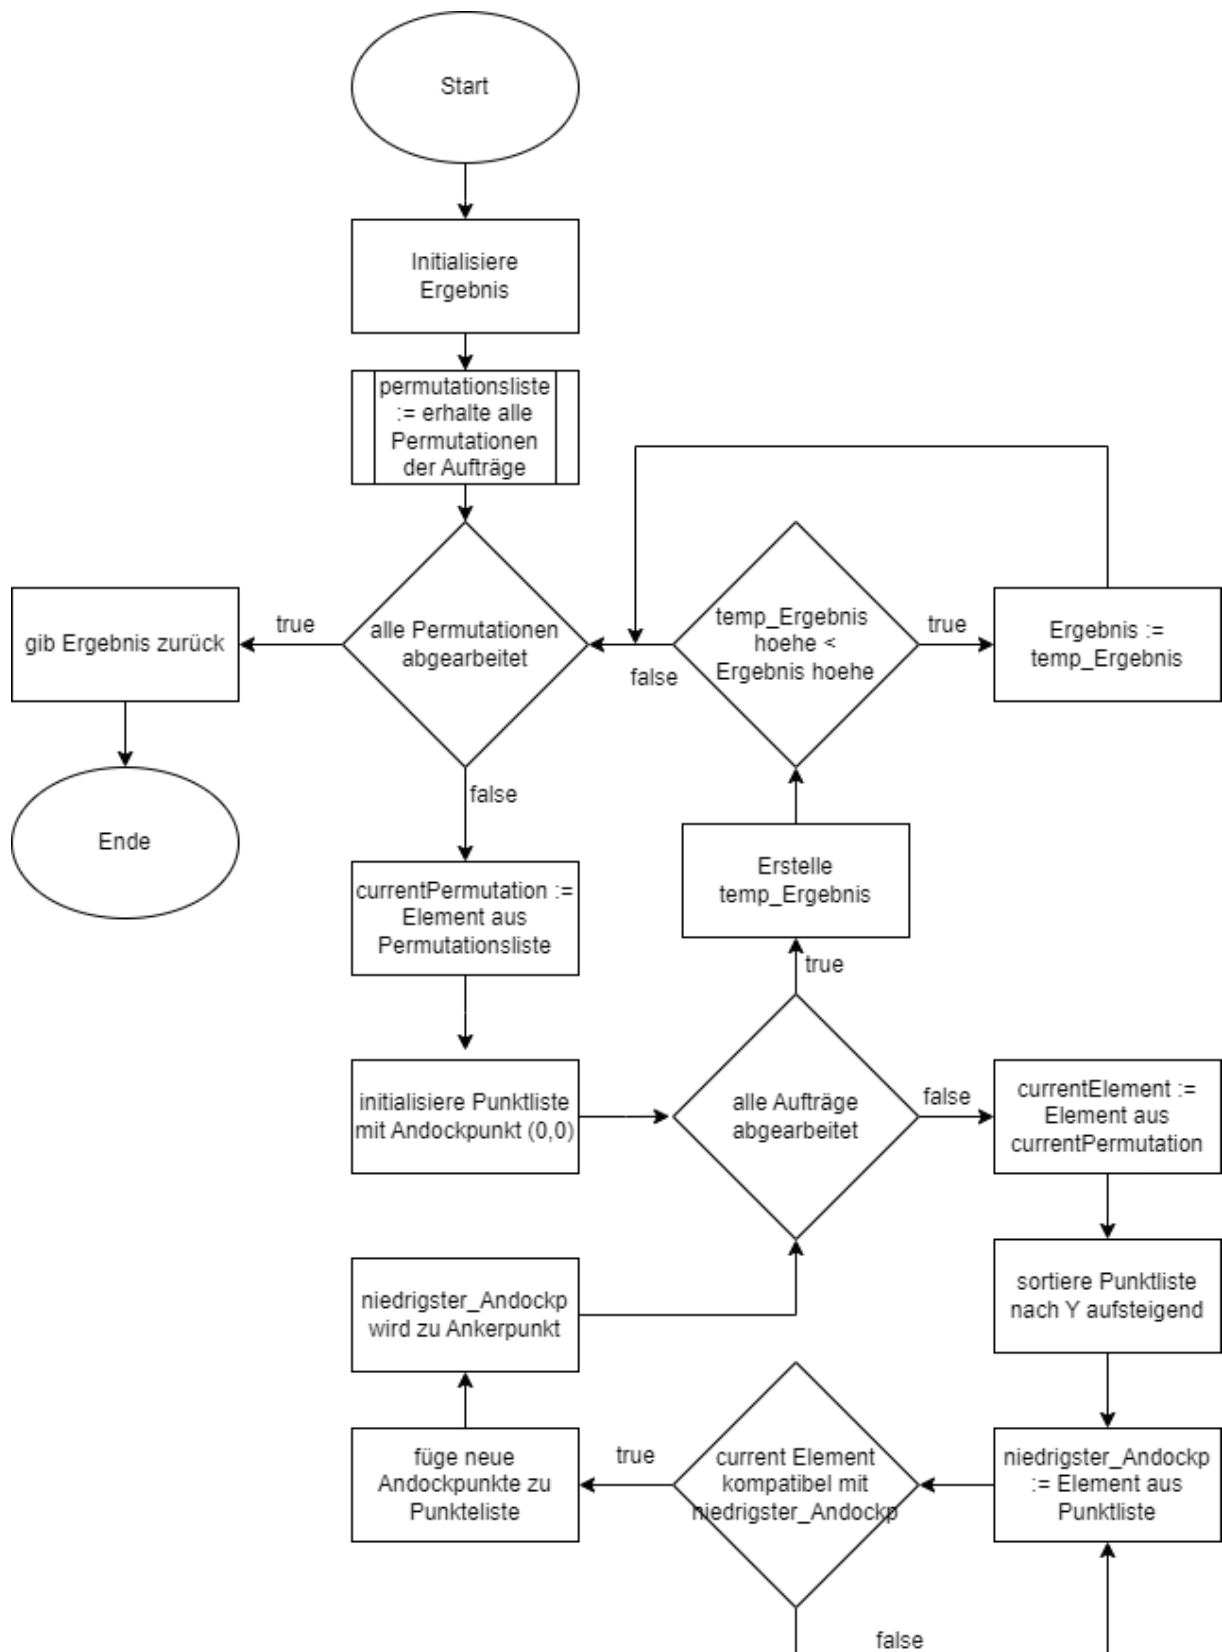 Start
Initialisiere
Ergebnis
permutationsliste
:= erhalte alle
Permutationen
der Aufträge
gib Ergebnis zurück
true
alle Permutationen
abgearbeitet
false
temp_Ergebnis
hoehe <
Ergebnis hoehe
true
Ergebnis :=
temp_Ergebnis
false
Ende
currentPermutation :=
Element aus
Permutationsliste
Erstelle
temp_Ergebnis
true
initialisiere Punktliste
mit Andockpunkt (0,0)
alle Aufträge
abgearbeitet
false
currentElement :=
Element aus
currentPermutation
niedrigster_Andockp
wird zu Ankerpunkt
sortiere Punktliste
nach Y aufsteigend
füge neue
Andockpunkte zu
Punkteliste
true
current Element
kompatibel mit
niedrigster_Andockp
niedrigster_Andockp
:= Element aus
Punktliste
false